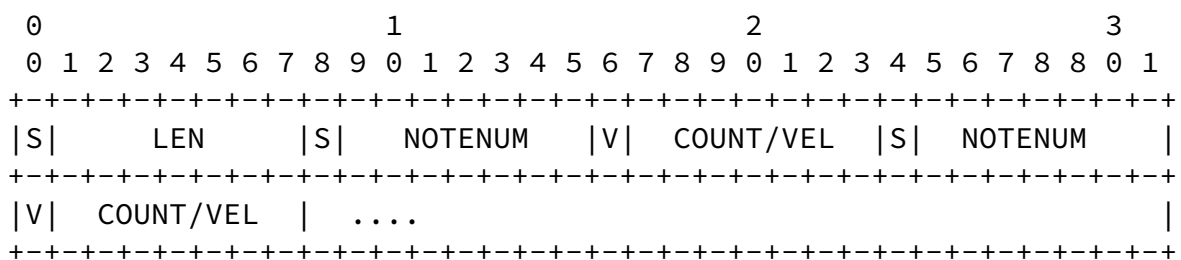 0                   1                   2                   3
 0 1 2 3 4 5 6 7 8 9 0 1 2 3 4 5 6 7 8 9 0 1 2 3 4 5 6 7 8 8 0 1
+-+-+-+-+-+-+-+-+-+-+-+-+-+-+-+-+-+-+-+-+-+-+-+-+-+-+-+-+-+-+-+-+
|S|     LEN     |S|   NOTENUM   |V|  COUNT/VEL  |S|  NOTENUM    |
+-+-+-+-+-+-+-+-+-+-+-+-+-+-+-+-+-+-+-+-+-+-+-+-+-+-+-+-+-+-+-+-+
|V|  COUNT/VEL  |  ....                                         |
+-+-+-+-+-+-+-+-+-+-+-+-+-+-+-+-+-+-+-+-+-+-+-+-+-+-+-+-+-+-+-+-+